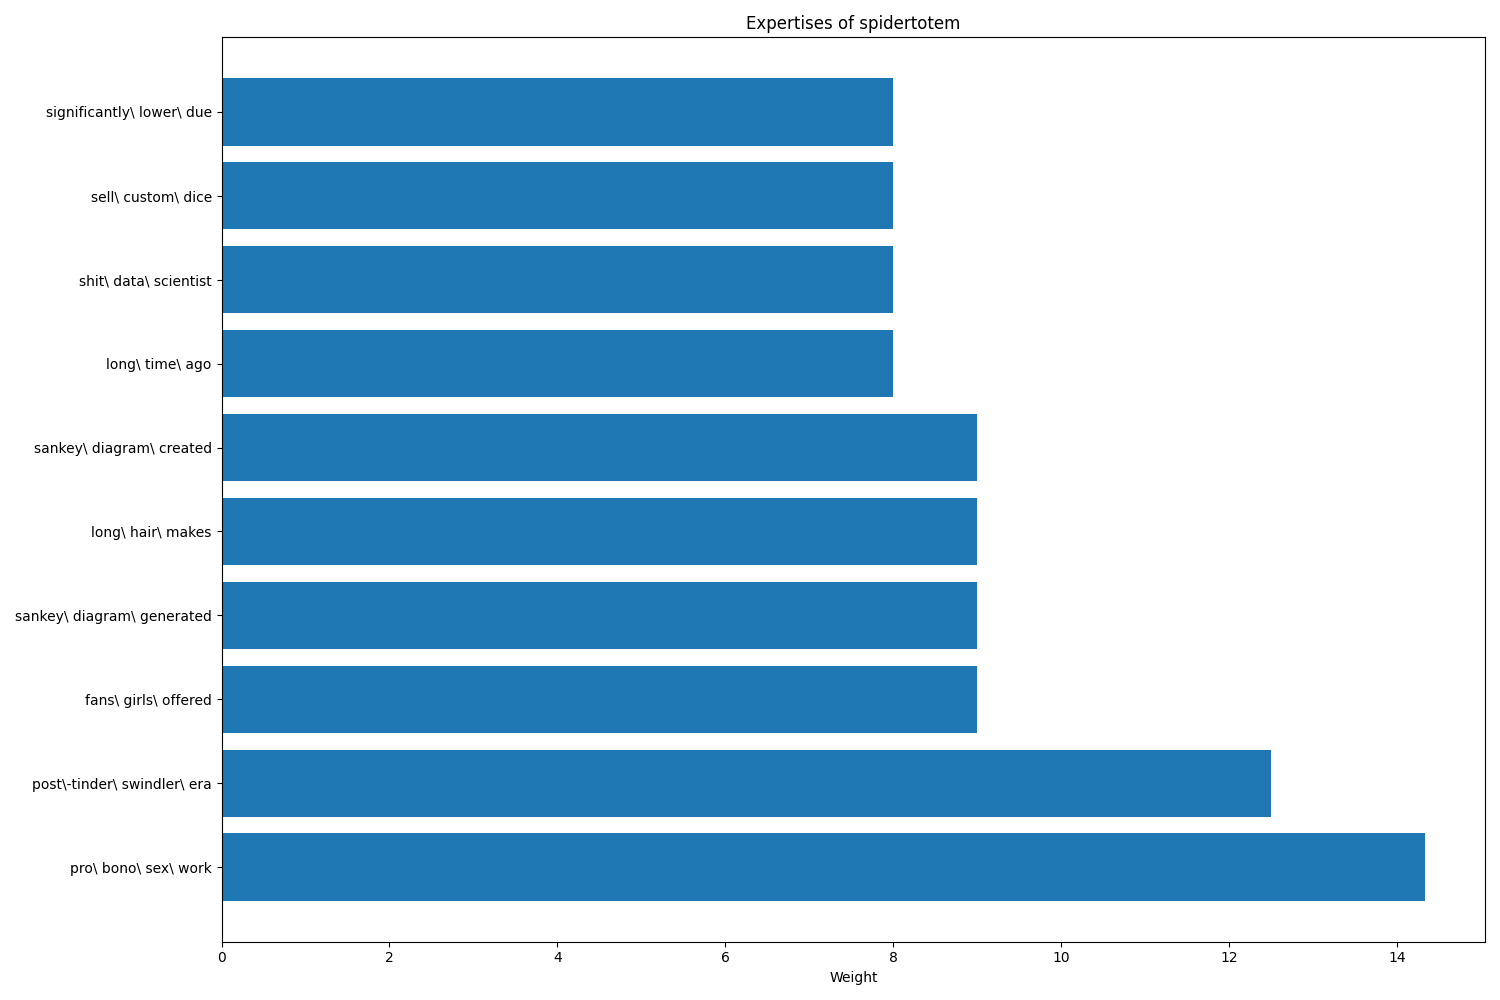 Expertises of spidertotem
significantly\ lower\ due
sell\ custom\ dice
shit\ data\ scientist
long\ time\ ago
sankey\ diagram\ created
long\ hair\ makes
sankey\ diagram\ generated
fans\ girls\ offered
post\-tinder\ swindler\ era
pro\ bono\ sex\ work
0 2 4 6 8 10 12 14
Weight